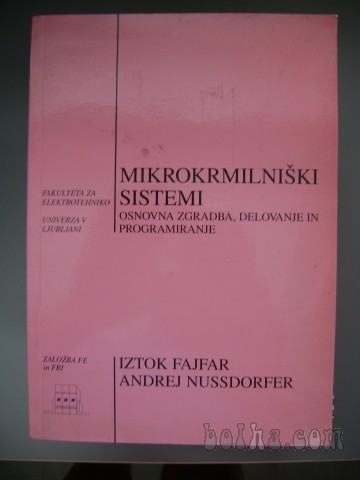 MIKROKRMILNIŠKI
SISTEMI
OSNOVNA ZGRADBA, DELOVANJE IN
PROGRAMIRANJE
FAKULTETA ZA
ELEKTROTEHNIKO
UNIVERZA V
LJUBLJANI
ZALOŽBA FE
in FRI
IZTOK FAJFAR
ANDREJ NUSSDORFER
bolha.com